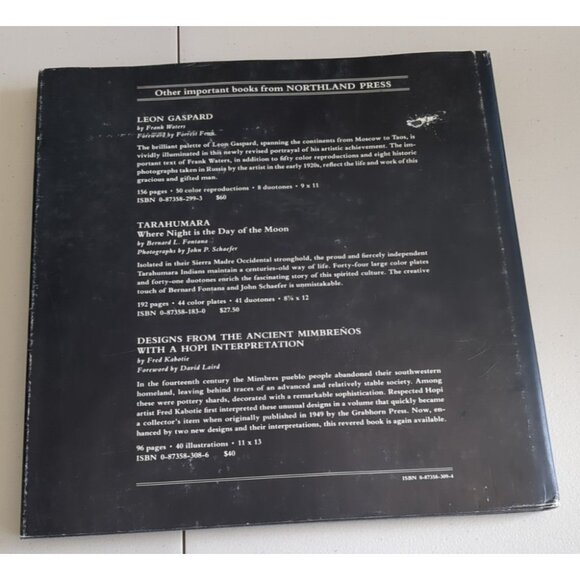 Other important books from NORTHLAND PRESS
LEON GASPARD
by Frank Waters
Foreword by Forrest Fenn
The brilliant palette of Leon Gaspard, spanning the continents from Moscow to Taos, is
vividly illuminated in this newly revised portrayal of his artistic achievement. The im-
portant text of Frank Waters, in addition to fifty color reproductions and eight historic
photographs taken in Russia by the artist in the early 1920s, reflect the life and work of this
gracious and gifted man.
156 pages • 50 color reproductions • 8 duotones • 9 x 11
ISBN 0-87358-299-3 $60
TARAHUMARA
Where Night is the Day of the Moon
by Bernard L. Fontana
Photographs by John P. Schaefer
Isolated in their Sierra Madre Occidental stronghold, the proud and fiercely independent
Tarahumara Indians maintain a centuries-old way of life. Forty-four large color plates
and forty-one duotones enrich the fascinating story of this spirited culture. The creative
touch of Bernard Fontana and John Schaefer is unmistakable.
192 pages • 44 color plates • 41 duotones • 8⅞ x 12
ISBN 0-87358-183-0 $27.50
DESIGNS FROM THE ANCIENT MIMBREÑOS
WITH A HOPI INTERPRETATION
by Fred Kabotie
Foreword by David Laird
In the fourteenth century the Mimbres pueblo people abandoned their southwestern
homeland, leaving behind traces of an advanced and relatively stable society. Among
these were pottery shards, decorated with a remarkable sophistication. Respected Hopi
artist Fred Kabotie first interpreted these unusual designs in a volume that quickly became
a collector's item when originally published in 1949 by the Grabhorn Press. Now, en-
hanced by two new designs and their interpretations, this revered book is again available.
96 pages • 40 illustrations • 11 x 13
ISBN 0-87358-308-6 $40
ISBN 0-87358-309-4